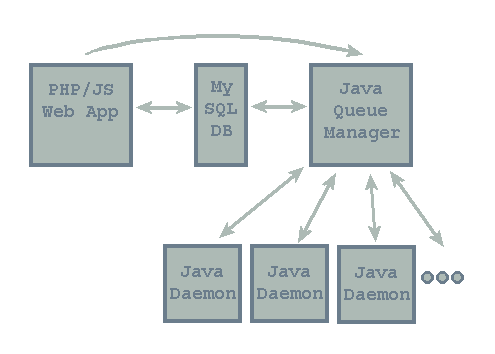 PHP/JS
Web App
My
SQL
DB
Java
Queue
Manager
Java
Daemon
Java
Daemon
Java
Daemon